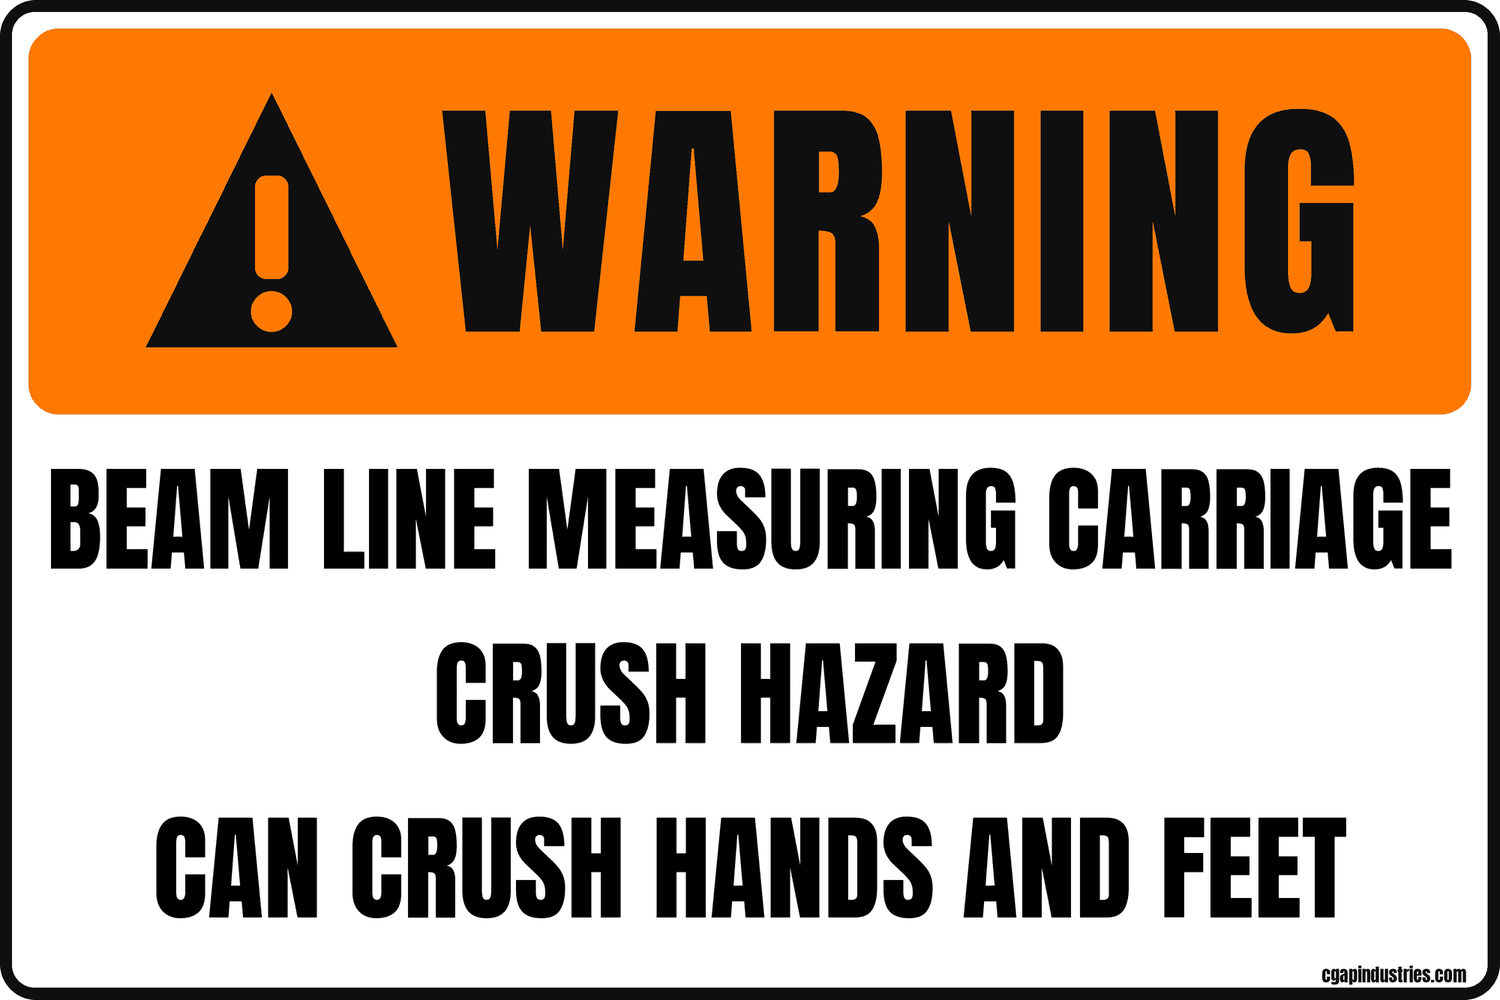 WARNING
BEAM LINE MEASURING CARRIAGE
CRUSH HAZARD
CAN CRUSH HANDS AND FEET
cgapindustries.com